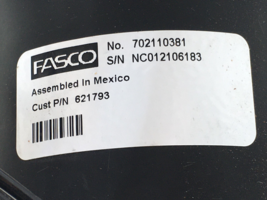 FASCO
No. 702110381
S/N NC012106183
Assembled in Mexico
Cust P/N 621793